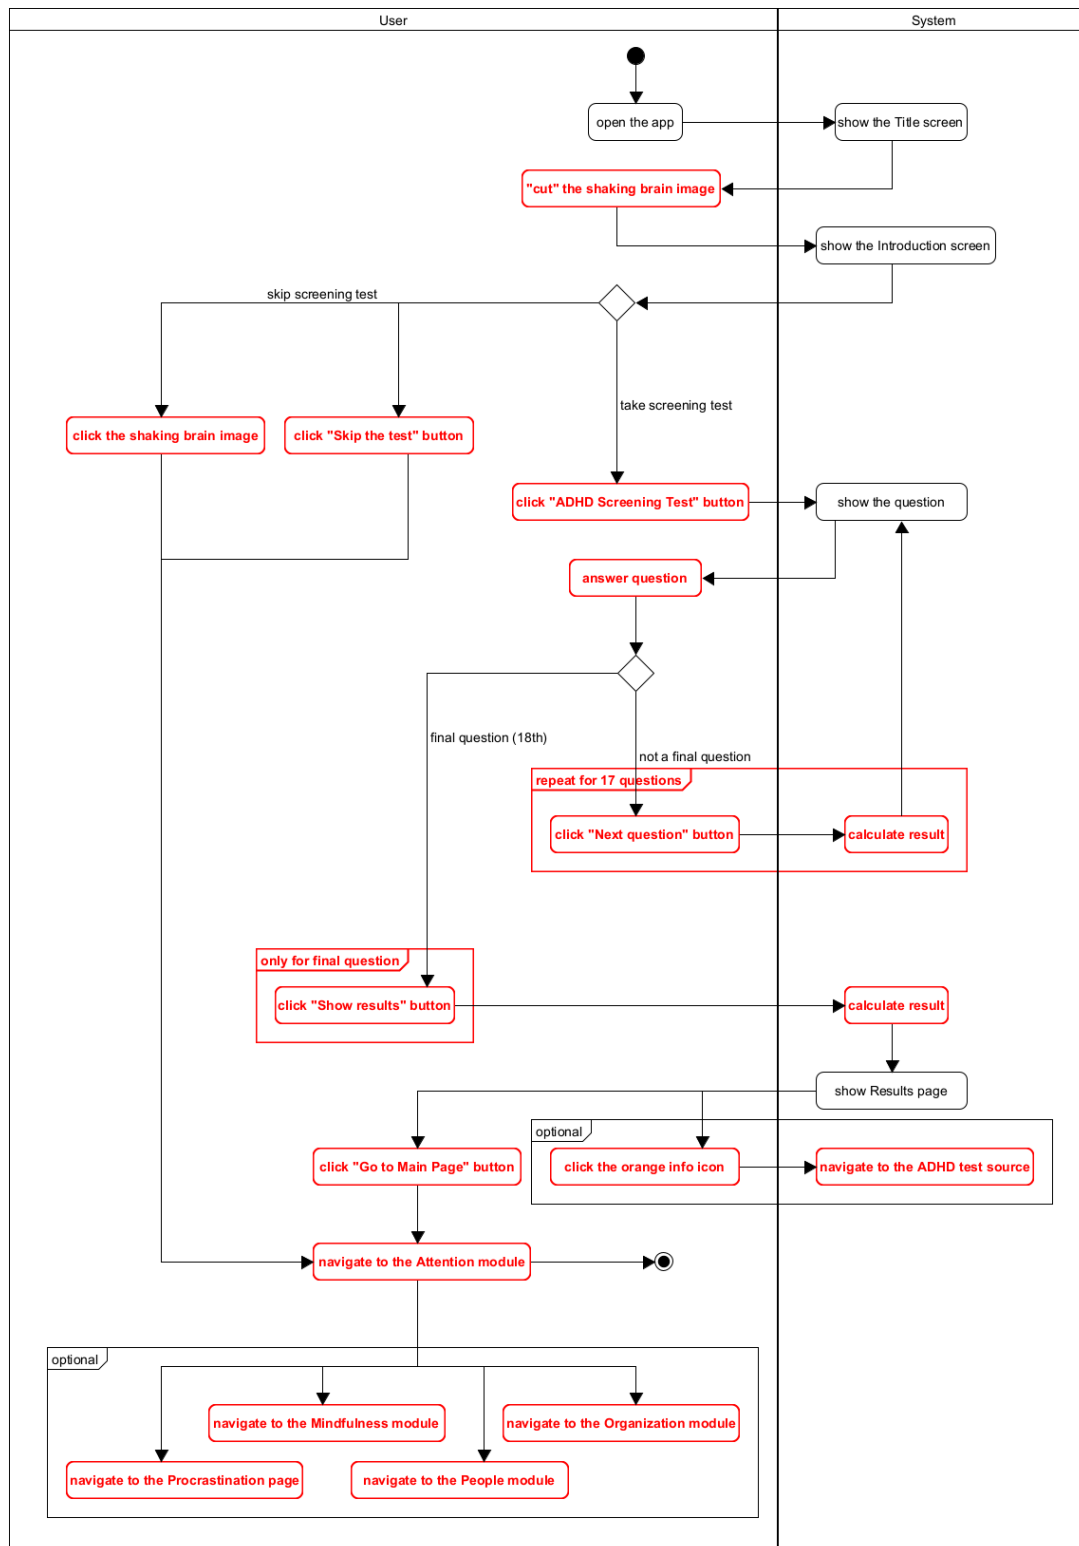 User
System
open the app
show the Title screen
"cut" the shaking brain image
show the Introduction screen
skip screening test
take screening test
click the shaking brain image
click "Skip the test" button
click "ADHD Screening Test" button
show the question
answer question
final question (18th)
not a final question
repeat for 17 questions
click "Next question" button
calculate result
only for final question
click "Show results" button
calculate result
show Results page
optional
click "Go to Main Page" button
click the orange info icon
navigate to the ADHD test source
navigate to the Attention module
optional
navigate to the Mindfulness module
navigate to the Organization module
navigate to the Procrastination page
navigate to the People module